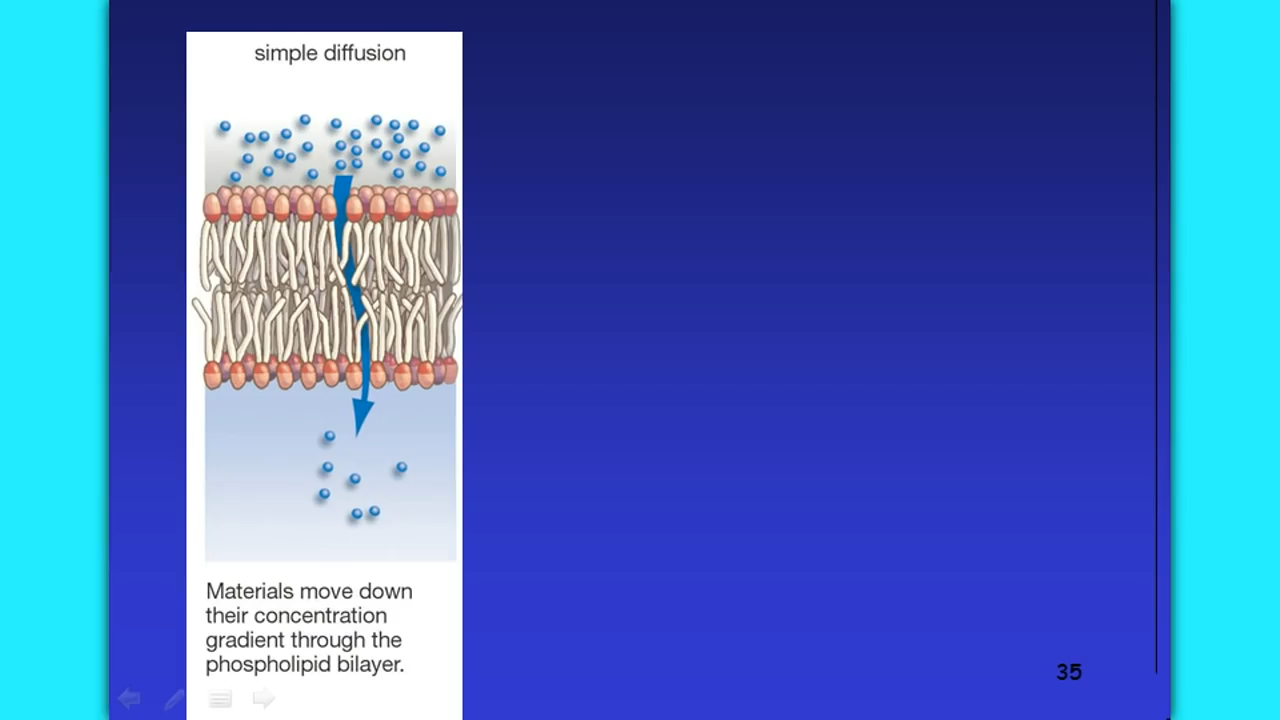 simple diffusion
Materials move down
their concentration
gradient through the
phospholipid bilayer.
35